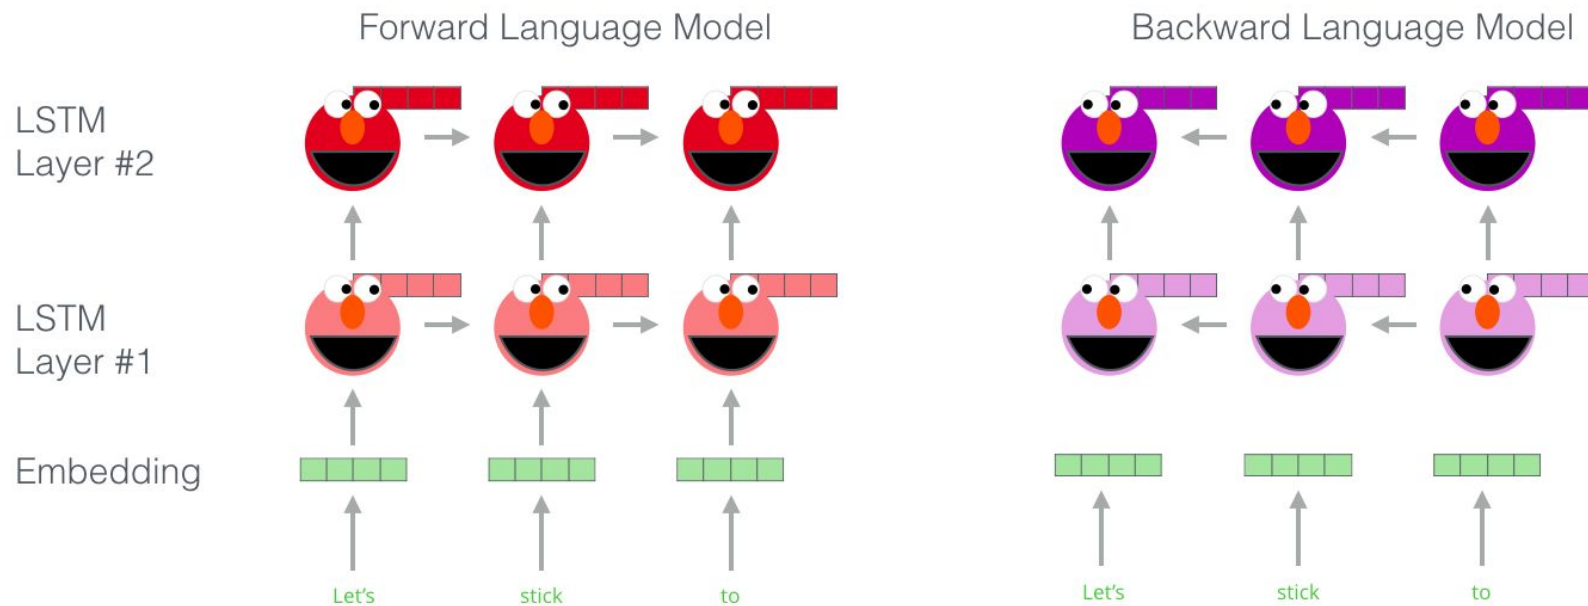 Forward Language Model
Backward Language Model
LSTM
Layer #2
LSTM
Layer #1
Embedding
Let's
stick
to
Let's
stick
to